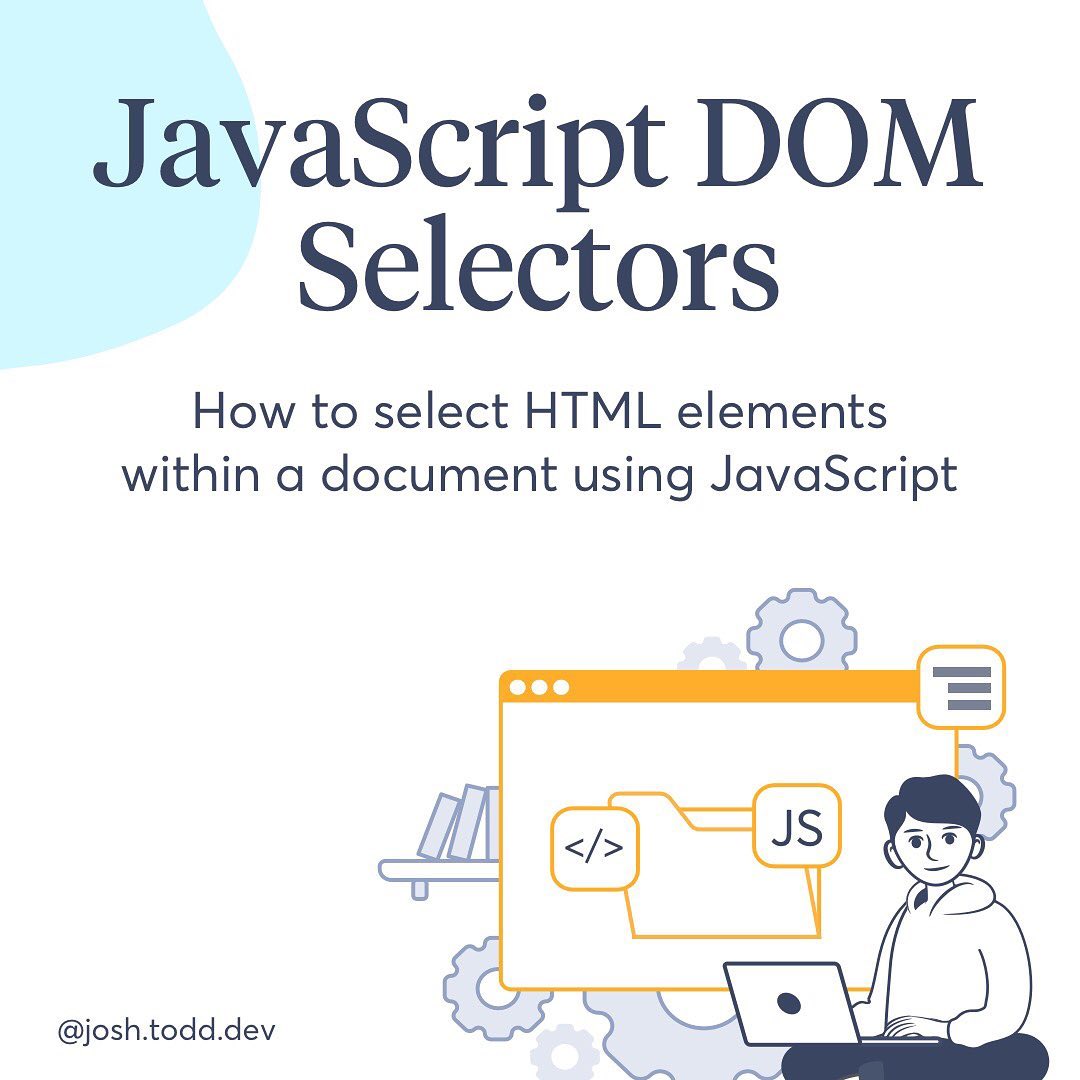 JavaScript DOM
Selectors
How to select HTML elements
within a document using JavaScript
</>
JS
@josh.todd.dev